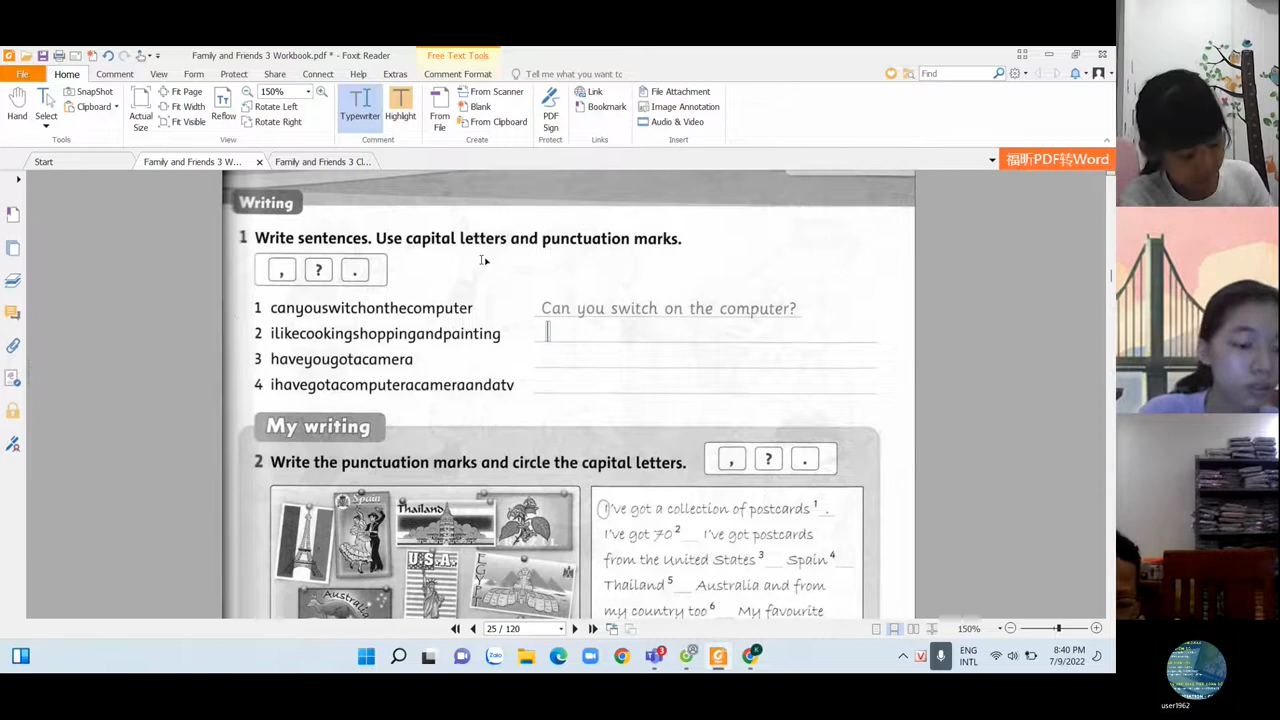 Family and Friends 3 Workbook.pdf * - Foxit Reader
Free Text Tools
File Home Comment View Form Protect Share Connect Help Extras Comment Format Tell me what you want to Find
Hand
Select
SnapShot
Clipboard
Tools
Actual Size
Fit Page
Fit Width
Fit Visible
Reflow
150%
Rotate Left
Rotate Right
View
Typewriter
Highlight
Comment
From File
From Scanner
Blank
From Clipboard
Create
PDF Sign
Protect
Link
Bookmark
Links
File Attachment
Image Annotation
Audio & Video
Insert
Start
Family and Friends 3 W...
Family and Friends 3 Cl...
福昕PDF转Word
Writing
1 Write sentences. Use capital letters and punctuation marks.
, ? .
1 canyouswitchonthecomputer Can you switch on the computer?
2 ilikecookingshoppingandpainting
3 haveyougotacamera
4 ihavegotacomputeracameraandatv
My writing
2 Write the punctuation marks and circle the capital letters. , ? .
Spain
Thailand
U.S.A.
EGYPT
Australia
I've got a collection of postcards 1 .
I've got 70 2 __ I've got postcards
from the United States 3 __ Spain 4 __
Thailand 5 __ Australia and from
my country too 6 __ My favourite
25 / 120
150%
Zalo
3
ENG
INTL
8:40 PM
7/9/2022
user1962